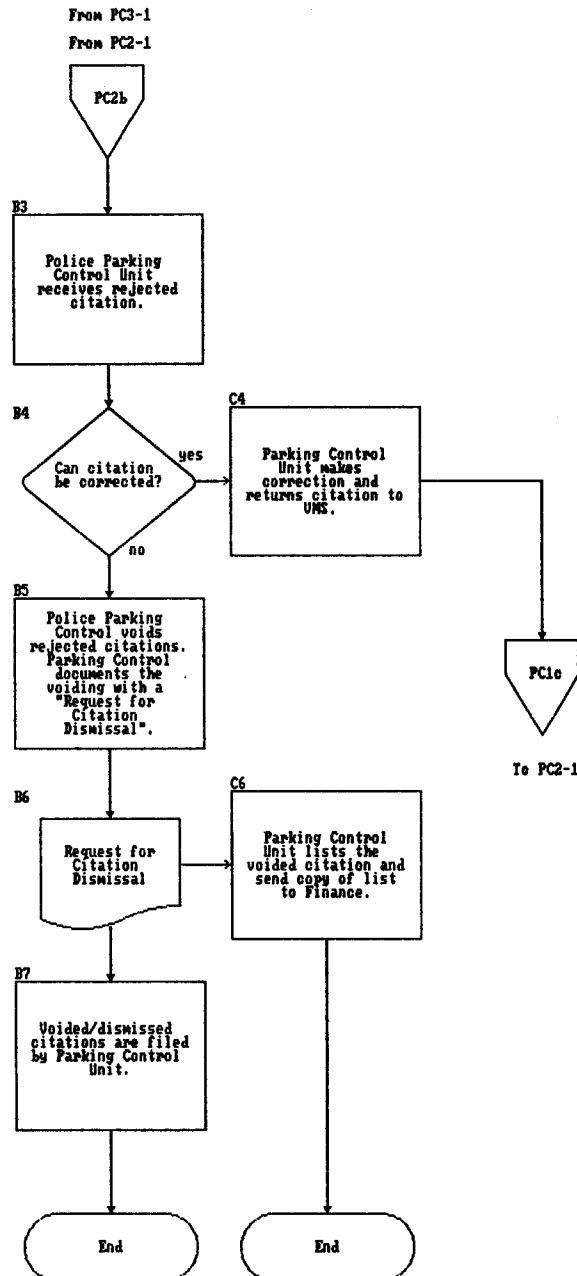 From PC3-1
From PC2-1
PC2b
B3
Police Parking
Control Unit
receives rejected
citation.
B4
Can citation
be corrected?
yes
no
C4
Parking Control
Unit makes
correction and
returns citation to
VMS.
PC1c
To PC2-1
B5
Police Parking
Control voids
rejected citations.
Parking Control
documents the
voiding with a
"Request for
Citation
Dismissal".
B6
Request for
Citation
Dismissal
C6
Parking Control
Unit lists the
voided citation and
send copy of list
to Finance.
B7
Voided/dismissed
citations are filed
by Parking Control
Unit.
End
End